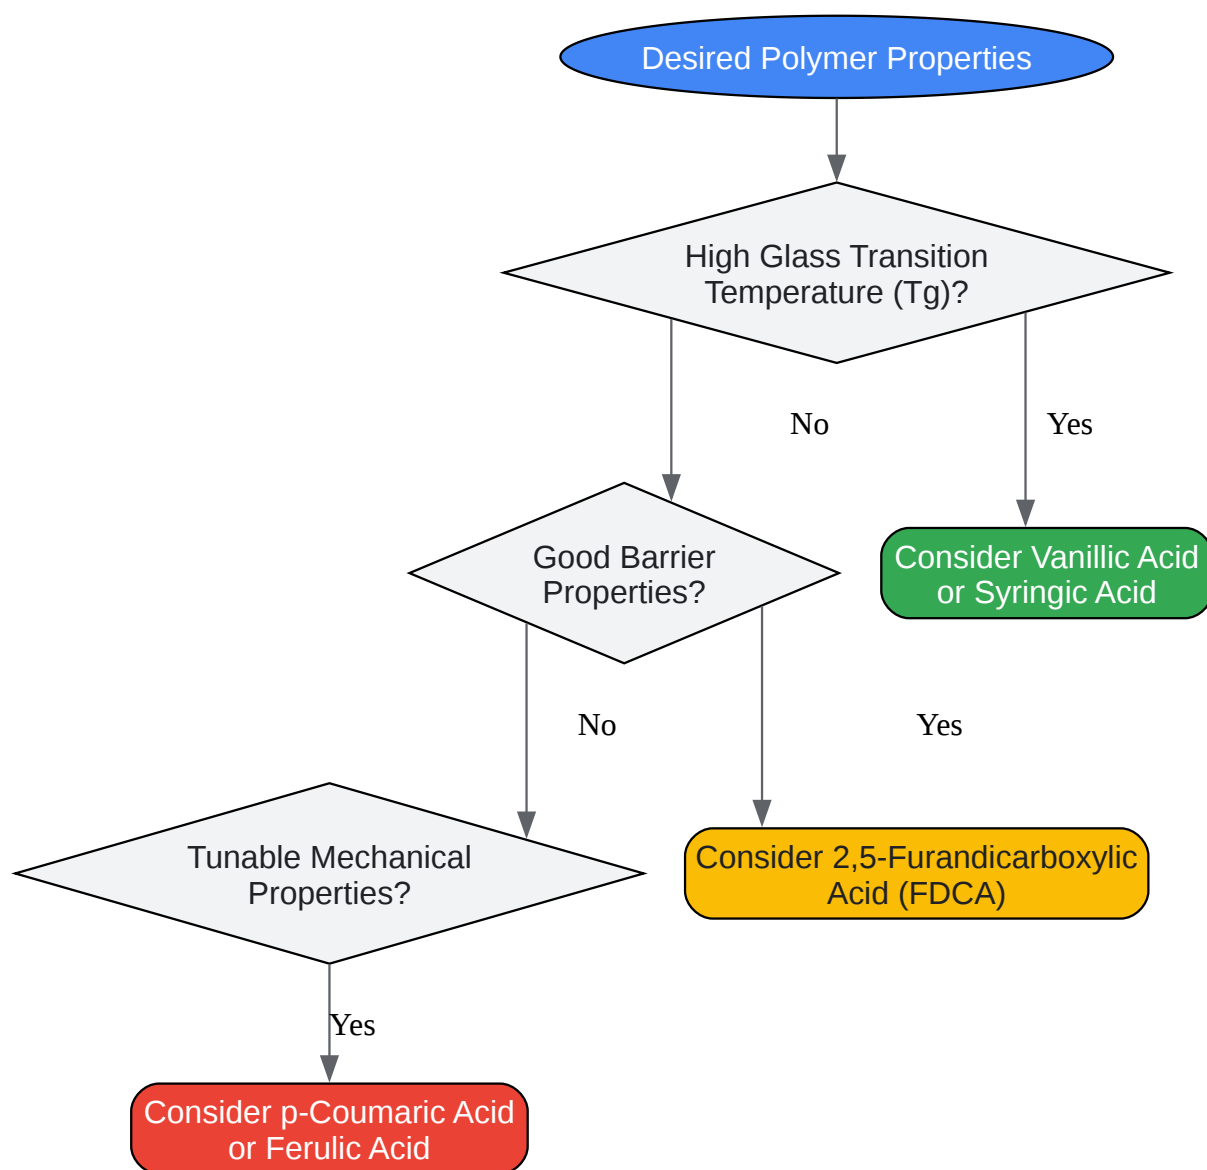 Desired Polymer Properties
High Glass Transition
Temperature (Tg)?
No
Yes
Good Barrier
Properties?
Consider Vanillic Acid
or Syringic Acid
No
Yes
Tunable Mechanical
Properties?
Consider 2,5-Furandicarboxylic
Acid (FDCA)
Yes
Consider p-Coumaric Acid
or Ferulic Acid